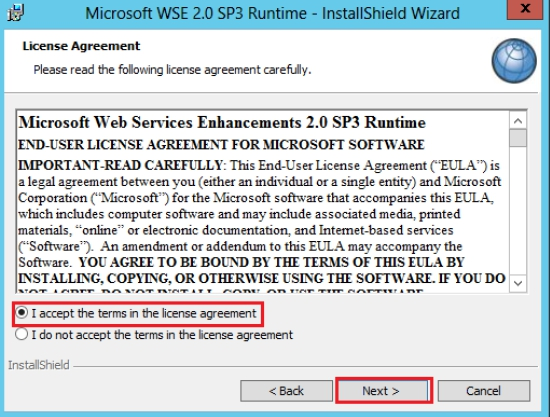 Microsoft WSE 2.0 SP3 Runtime - InstallShield Wizard
x
License Agreement
Please read the following license agreement carefully.
Microsoft Web Services Enhancements 2.0 SP3 Runtime
END-USER LICENSE AGREEMENT FOR MICROSOFT SOFTWARE
IMPORTANT-READ CAREFULLY: This End-User License Agreement (“EULA”) is
a legal agreement between you (either an individual or a single entity) and Microsoft
Corporation (“Microsoft”) for the Microsoft software that accompanies this EULA,
which includes computer software and may include associated media, printed
materials, “online” or electronic documentation, and Internet-based services
(“Software”). An amendment or addendum to this EULA may accompany the
Software. YOU AGREE TO BE BOUND BY THE TERMS OF THIS EULA BY
INSTALLING, COPYING, OR OTHERWISE USING THE SOFTWARE. IF YOU DO
NOT AGREE, DO NOT INSTALL, COPY, OR USE THE SOFTWARE
I accept the terms in the license agreement
I do not accept the terms in the license agreement
InstallShield
< Back
Next >
Cancel